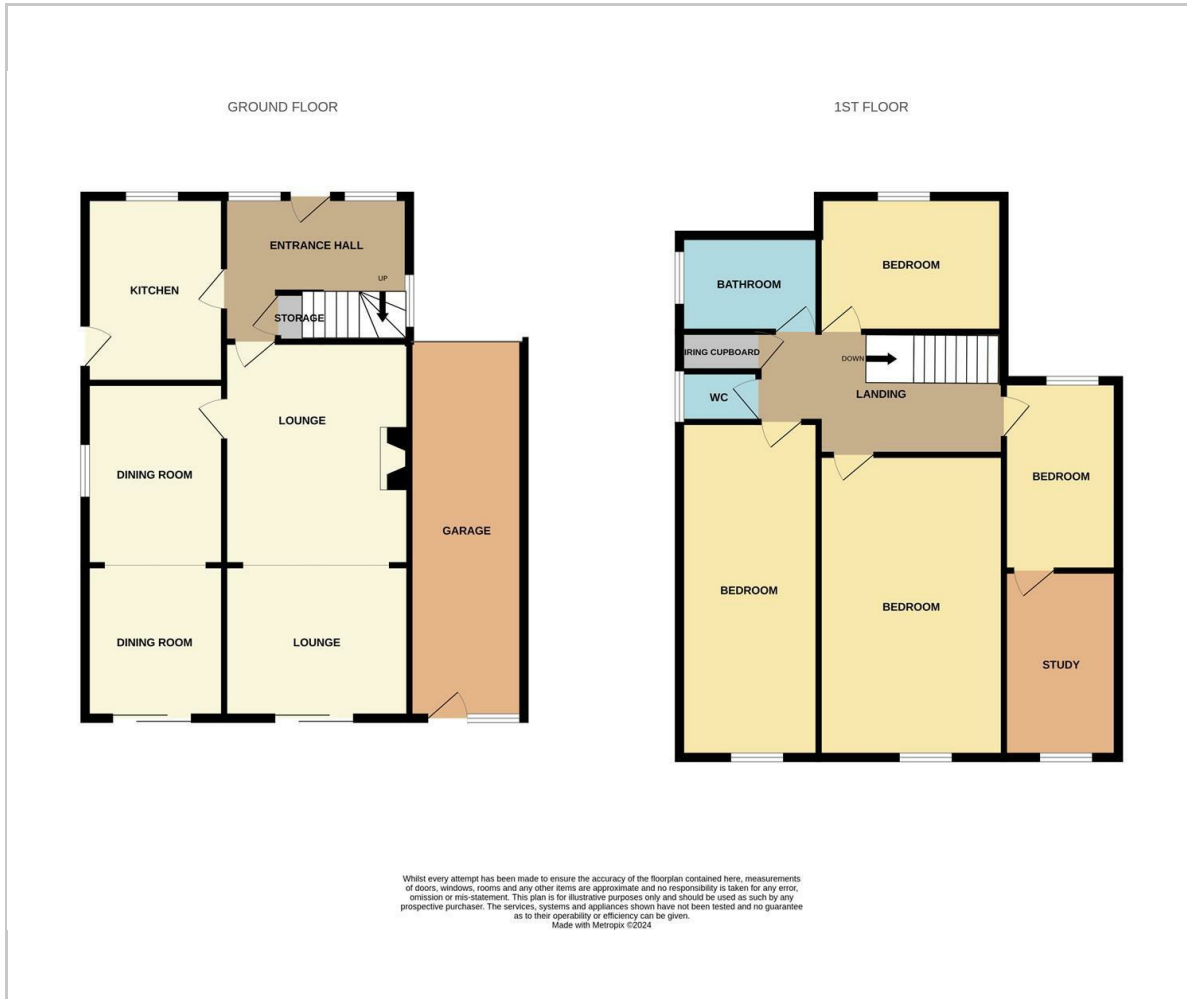 GROUND FLOOR
ENTRANCE HALL
KITCHEN
UP
STORAGE
LOUNGE
DINING ROOM
GARAGE
DINING ROOM
LOUNGE
1ST FLOOR
BEDROOM
BATHROOM
IRING CUPBOARD
DOWN
WC
LANDING
BEDROOM
BEDROOM
BEDROOM
STUDY
Whilst every attempt has been made to ensure the accuracy of the floorplan contained here, measurements
of doors, windows, rooms and any other items are approximate and no responsibility is taken for any error,
omission or mis-statement. This plan is for illustrative purposes only and should be used as such by any
prospective purchaser. The services, systems and appliances shown have not been tested and no guarantee
as to their operability or efficiency can be given.
Made with Metropix ©2024